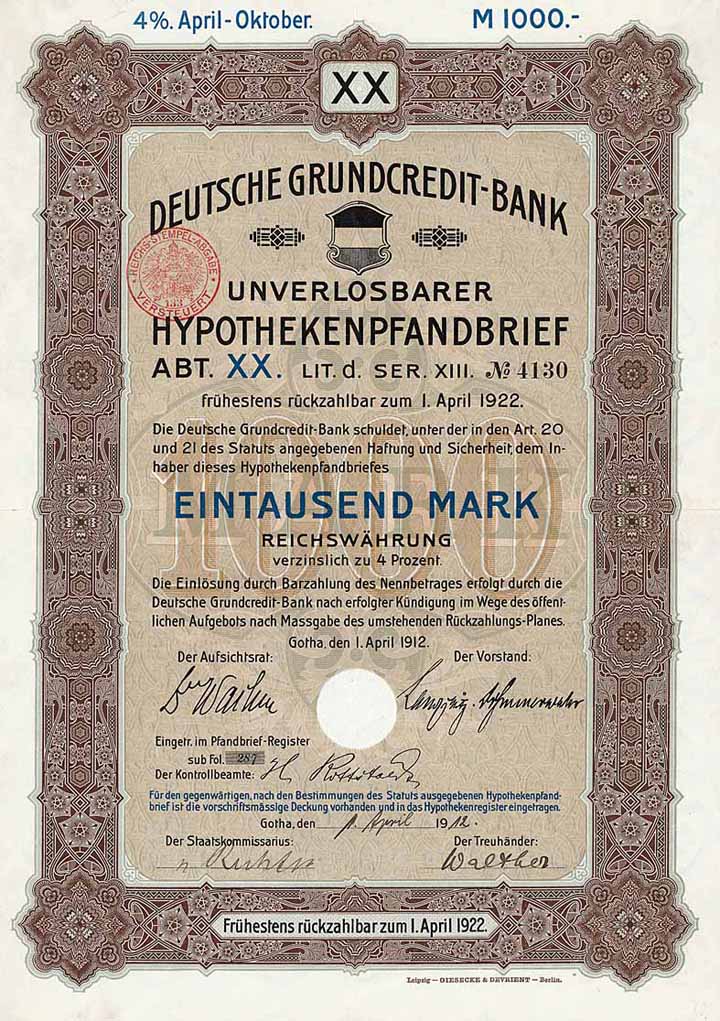 4%. April-Oktober. M 1000.-
XX
DEUTSCHE GRUNDCREDIT-BANK
REICHS-STEMPEL-ABGABE
133
VERSTEUERT
UNVERLOSBARER
HYPOTHEKENPFANDBRIEF
ABT. XX. LIT. d. SER. XIII. № 4130
frühestens rückzahlbar zum 1. April 1922.
Die Deutsche Grundcredit-Bank schuldet, unter der in den Art. 20
und 21 des Statuts angegebenen Haftung und Sicherheit, dem In-
haber dieses Hypothekenpfandbriefes
1000
MARK
EINTAUSEND MARK
REICHSWÄHRUNG
verzinslich zu 4 Prozent.
Die Einlösung durch Barzahlung des Nennbetrages erfolgt durch die
Deutsche Grundcredit-Bank nach erfolgter Kündigung im Wege des öffent-
lichen Aufgebots nach Massgabe des umstehenden Rückzahlungs-Planes.
Gotha, den 1. April 1912.
Der Aufsichtsrat: Der Vorstand:
Eingetr. im Pfandbrief-Register
sub Fol. 287
Der Kontrollbeamte:
Für den gegenwärtigen, nach den Bestimmungen des Statuts ausgegebenen Hypothekenpfand-
brief ist die vorschriftsmässige Deckung vorhanden und in das Hypothekenregister eingetragen.
Gotha, den 1. April 1912.
Der Staatskommissarius: Der Treuhänder:
Walther
Frühestens rückzahlbar zum 1. April 1922.
Leipzig — GIESECKE & DEVRIENT — Berlin.